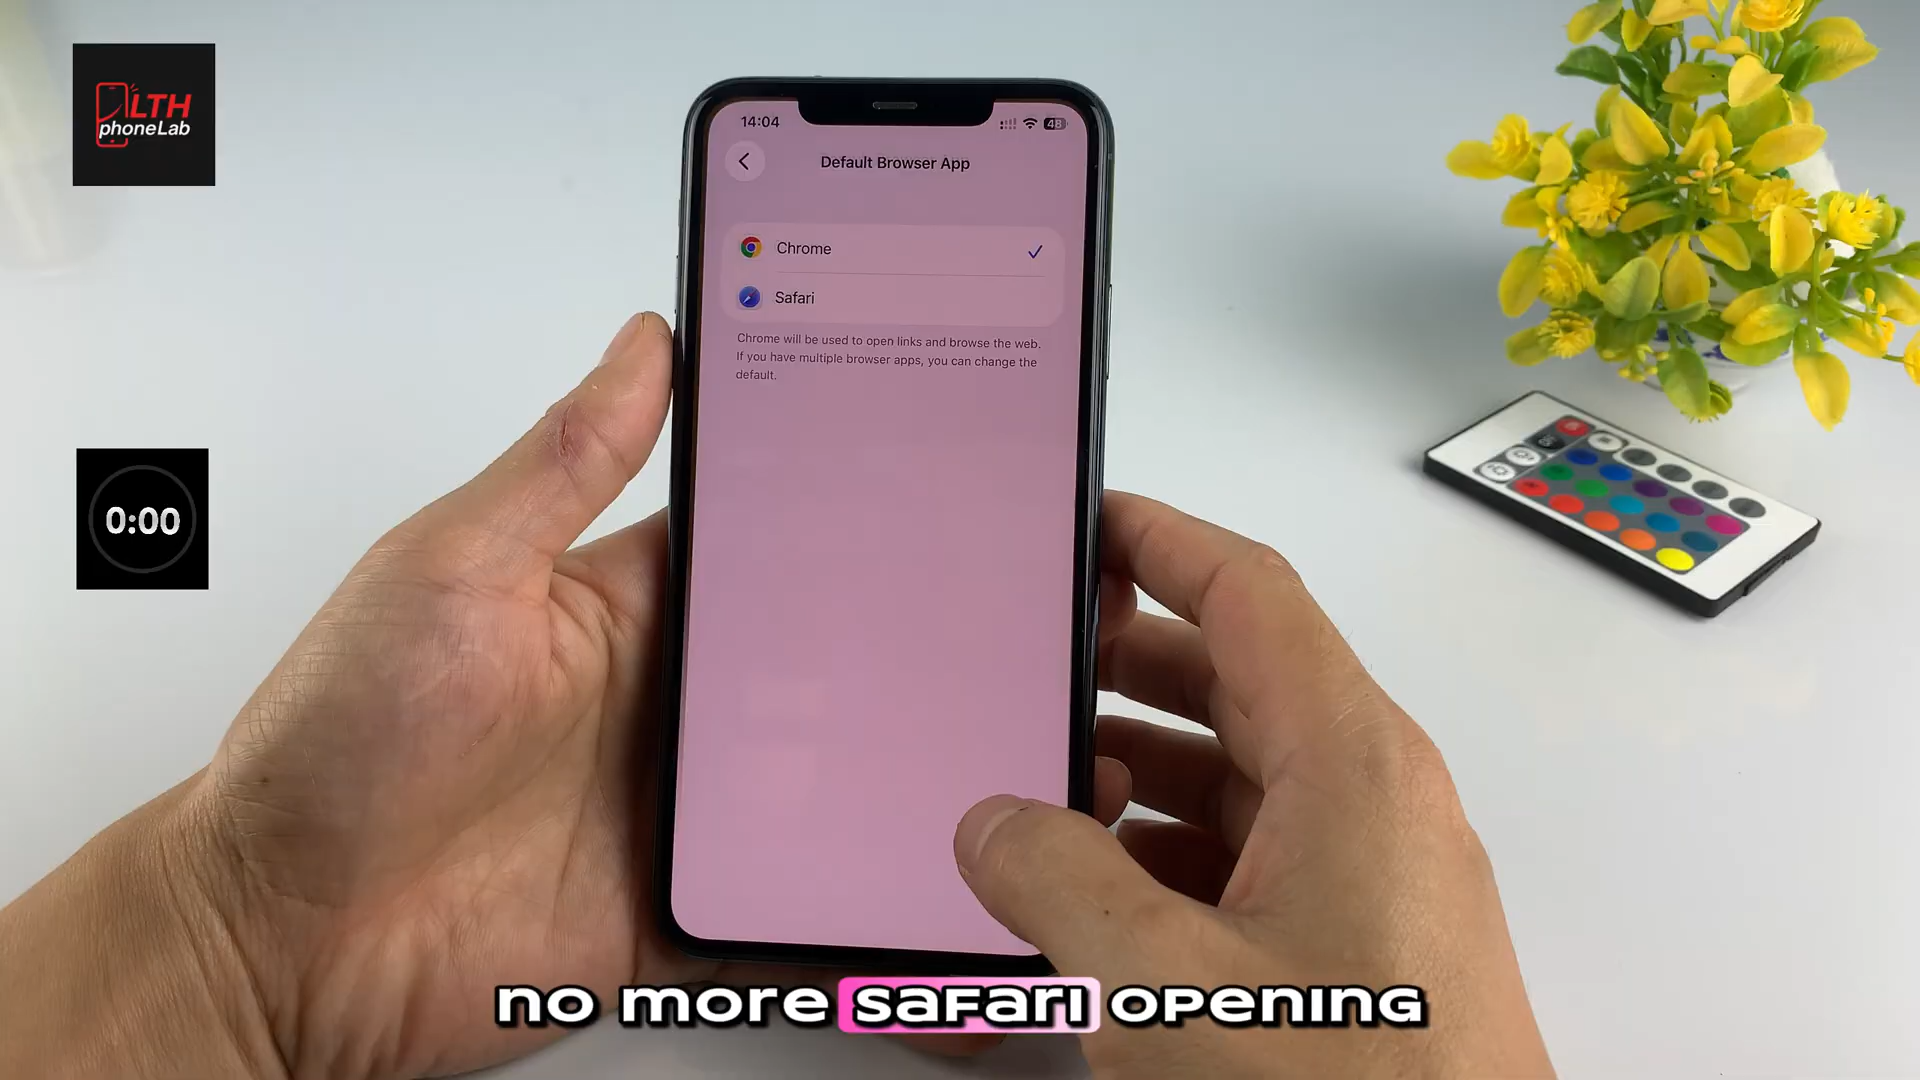 LTH
phoneLab
14:04
48
Default Browser App
Chrome
Safari
Chrome will be used to open links and browse the web.
If you have multiple browser apps, you can change the
default.
0:00
NO MORE SAFARI OPENING